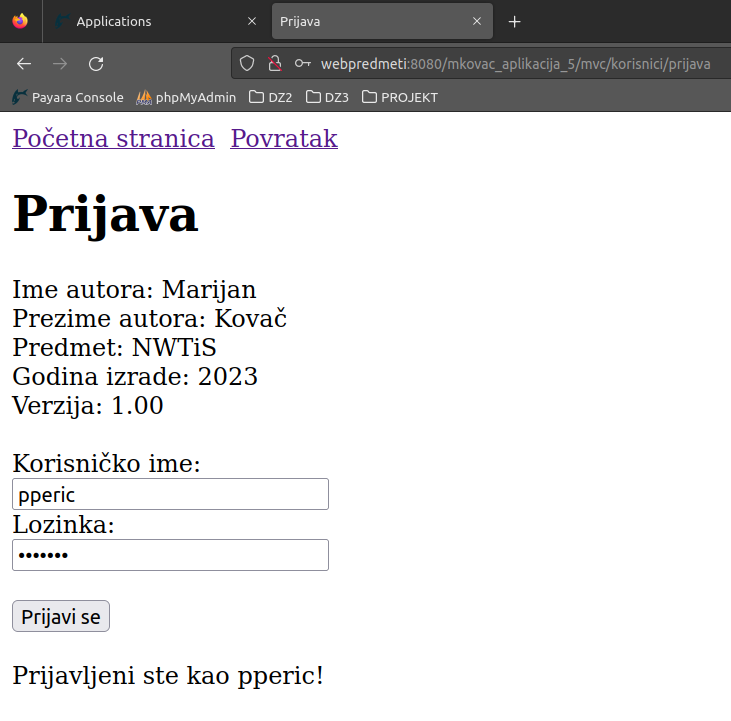 Applications
Prijava
webpredmeti:8080/mkovac_aplikacija_5/mvc/korisnici/prijava
Payara Console phpMyAdmin DZ2 DZ3 PROJEKT
Početna stranica Povratak
Prijava
Ime autora: Marijan
Prezime autora: Kovač
Predmet: NWTiS
Godina izrade: 2023
Verzija: 1.00
Korisničko ime:
pperic
Lozinka:
•••••••
Prijavi se
Prijavljeni ste kao pperic!